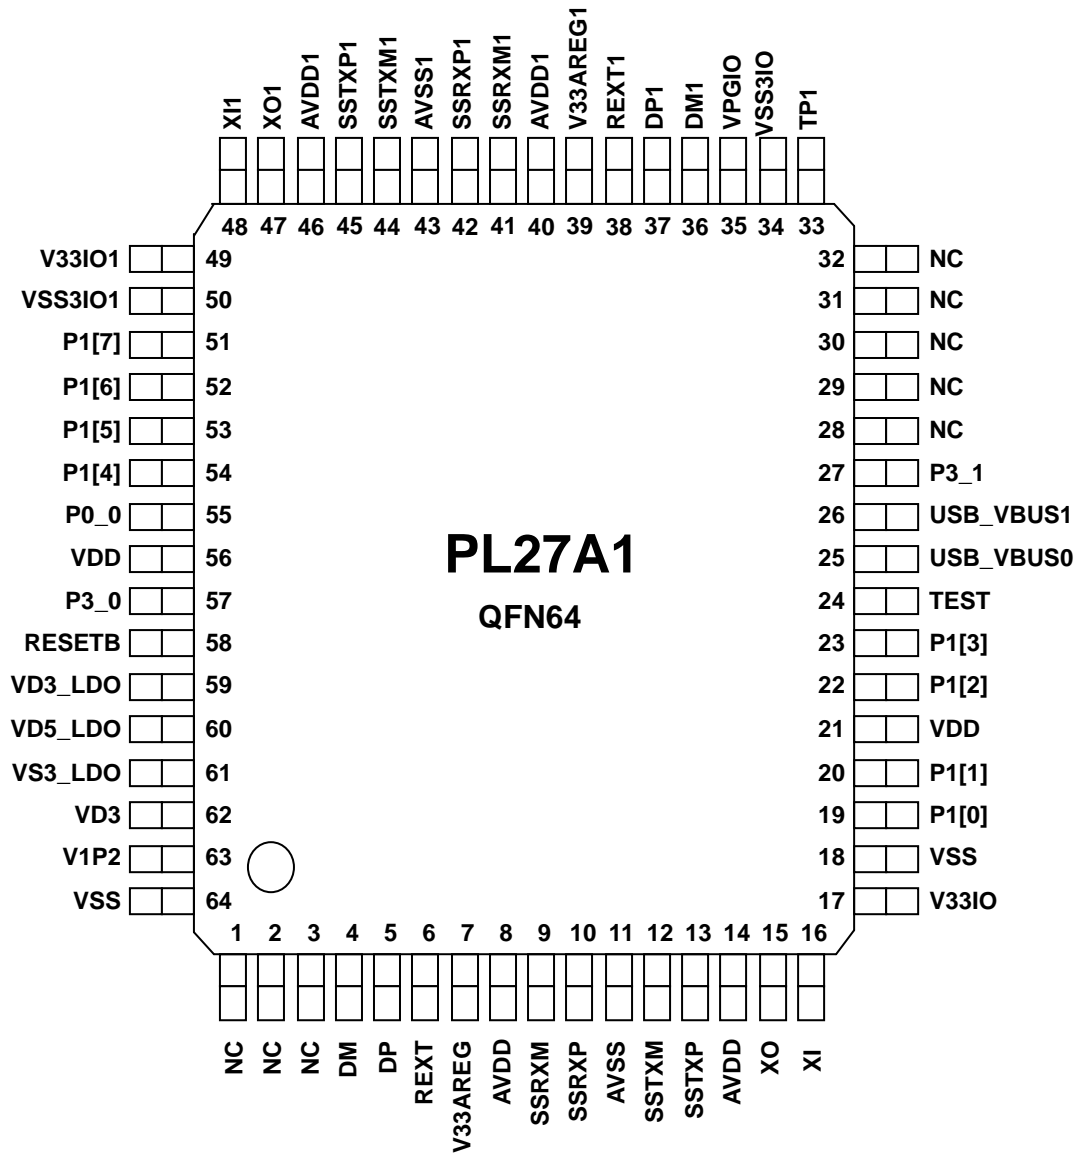 XI1
XO1
AVDD1
SSTXP1
SSTXM1
AVSS1
SSRXP1
SSRXM1
AVDD1
V33AREG1
REXT1
DP1
DM1
VPGIO
VSS3IO
TP1
48 47 46 45 44 43 42 41 40 39 38 37 36 35 34 33
V33IO1 49 32 NC
VSS3IO1 50 31 NC
P1[7] 51 30 NC
P1[6] 52 29 NC
P1[5] 53 28 NC
P1[4] 54 27 P3_1
P0_0 55 26 USB_VBUS1
VDD 56 25 USB_VBUS0
PL27A1
P3_0 57 24 TEST
QFN64
RESETB 58 23 P1[3]
VD3_LDO 59 22 P1[2]
VD5_LDO 60 21 VDD
VS3_LDO 61 20 P1[1]
VD3 62 19 P1[0]
V1P2 63 18 VSS
VSS 64 17 V33IO
1 2 3 4 5 6 7 8 9 10 11 12 13 14 15 16
NC
NC
NC
DM
DP
REXT
V33AREG
AVDD
SSRXM
SSRXP
AVSS
SSTXM
SSTXP
AVDD
XO
XI